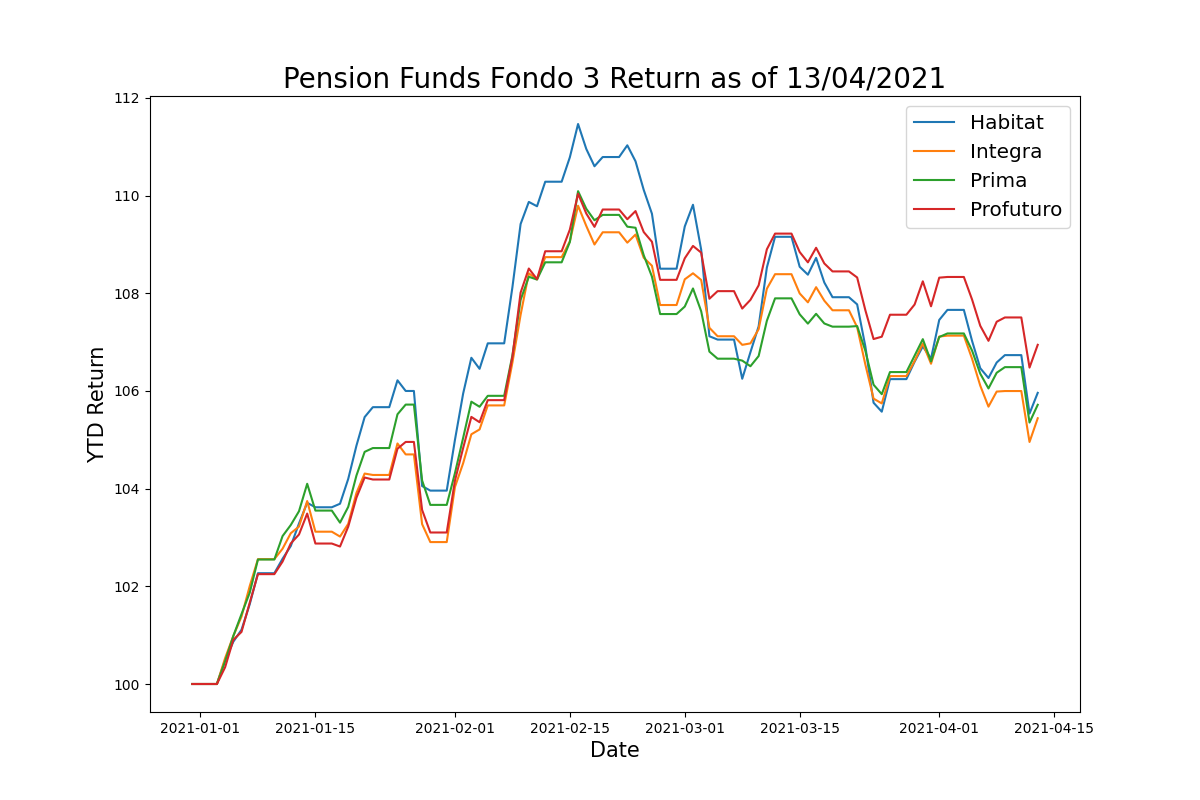 Pension Funds Fondo 3 Return as of 13/04/2021
112
110
108
106
104
102
100
YTD Return
Habitat
Integra
Prima
Profuturo
2021-01-01 2021-01-15 2021-02-01 2021-02-15 2021-03-01 2021-03-15 2021-04-01 2021-04-15
Date